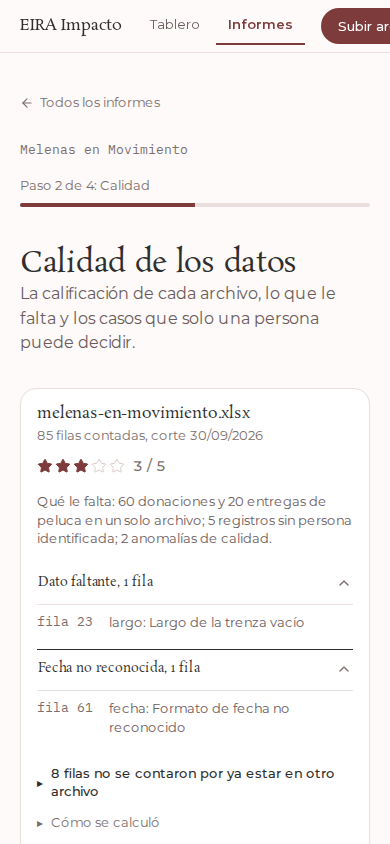 EIRA Impacto
Tablero
Informes
Subir ar
← Todos los informes
Melenas en Movimiento
Paso 2 de 4: Calidad
Calidad de los datos
La calificación de cada archivo, lo que le
falta y los casos que solo una persona
puede decidir.
melenas-en-movimiento.xlsx
85 filas contadas, corte 30/09/2026
3 / 5
Qué le falta: 60 donaciones y 20 entregas de
peluca en un solo archivo; 5 registros sin persona
identificada; 2 anomalías de calidad.
Dato faltante, 1 fila
fila 23 largo: Largo de la trenza vacío
Fecha no reconocida, 1 fila
fila 61 fecha: Formato de fecha no
reconocido
▸ 8 filas no se contaron por ya estar en otro
archivo
▸ Cómo se calculó